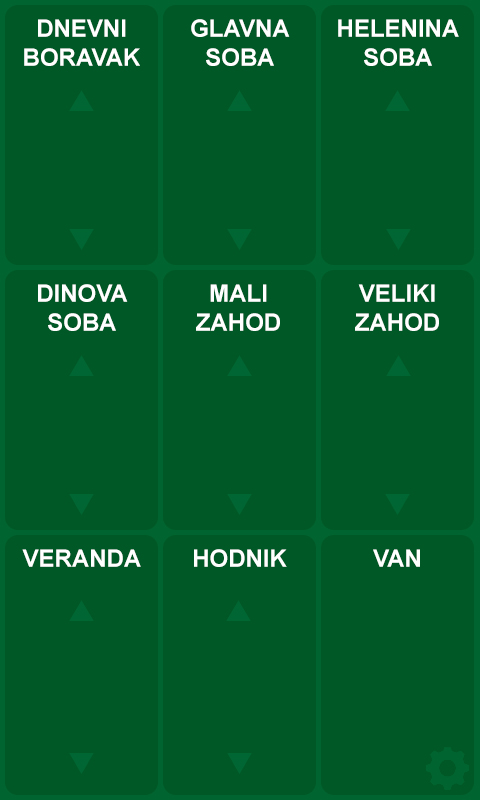 DNEVNI
BORAVAK
GLAVNA
SOBA
HELENINA
SOBA
DINOVA
SOBA
MALI
ZAHOD
VELIKI
ZAHOD
VERANDA
HODNIK
VAN